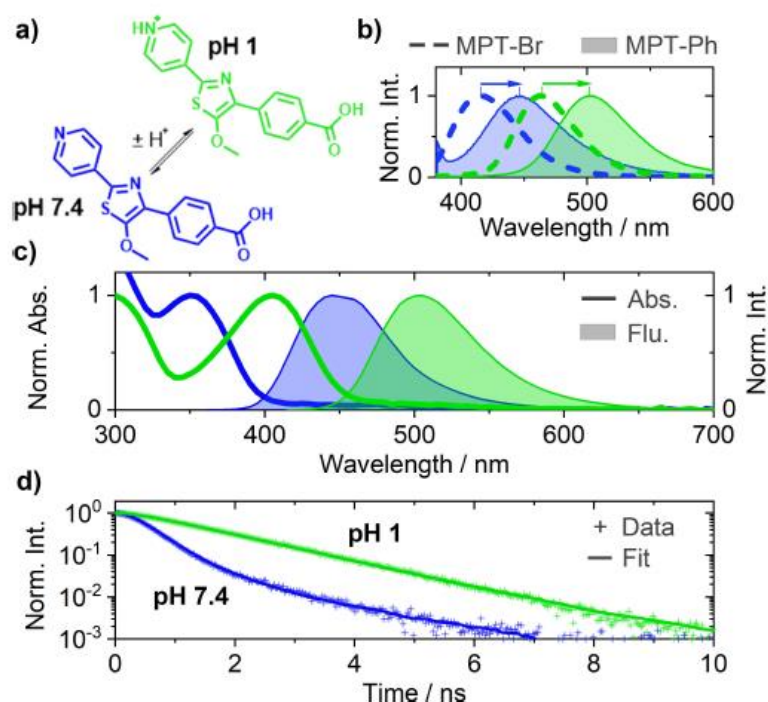 a)
HN+
pH 1
N
S
O
OH
O
± H+
N
pH 7.4
N
S
O
OH
O
b)
MPT-Br
MPT-Ph
Norm. Int.
1
0
400
500
600
Wavelength / nm
c)
Norm. Abs.
1
0
Abs.
Flu.
1
0
Norm. Int.
300
400
500
600
700
Wavelength / nm
d)
Norm. Int.
10^0
10^-1
10^-2
10^-3
pH 1
pH 7.4
+ Data
Fit
0
2
4
6
8
10
Time / ns